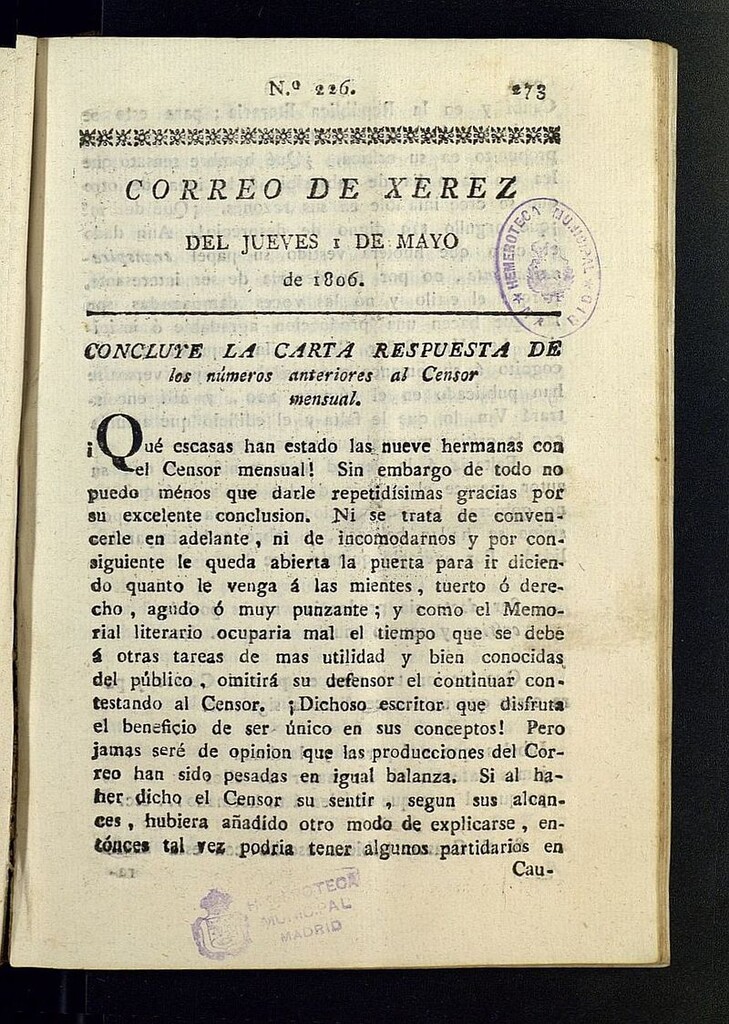 N.º 226.
273
CORREO DE XEREZ
DEL JUEVES 1 DE MAYO
de 1806.
HEMEROTECA MUNICIPAL
MADRID
CONCLUYE LA CARTA RESPUESTA DE
los números anteriores al Censor
mensual.
¡Qué escasas han estado las nueve hermanas con
el Censor mensual! Sin embargo de todo no
puedo ménos que darle repetidísimas gracias por
su excelente conclusion. Ni se trata de conven-
cerle en adelante, ni de incomodarnos y por con-
siguiente le queda abierta la puerta para ir dicien-
do quanto le venga á las mientes, tuerto ó dere-
cho, agudo ó muy punzante; y como el Memo-
rial literario ocuparia mal el tiempo que se debe
á otras tareas de mas utilidad y bien conocidas
del público, omitirá su defensor el continuar con-
testando al Censor. ¡Dichoso escritor que disfruta
el beneficio de ser único en sus conceptos! Pero
jamas seré de opinion que las producciones del Cor-
reo han sido pesadas en igual balanza. Si al ha-
ber dicho el Censor su sentir, segun sus alcan-
ces, hubiera añadido otro modo de explicarse, en-
tónces tal vez podria tener algunos partidarios en
Cau-
HEMEROTECA
MUNICIPAL
MADRID